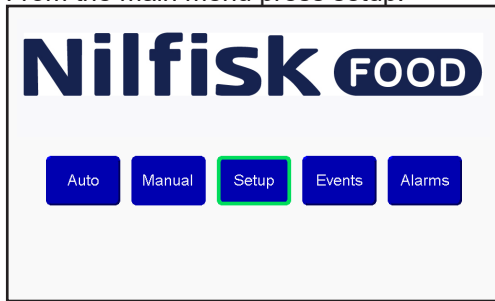 From the main menu press setup.
Nilfisk FOOD
Auto Manual Setup Events Alarms